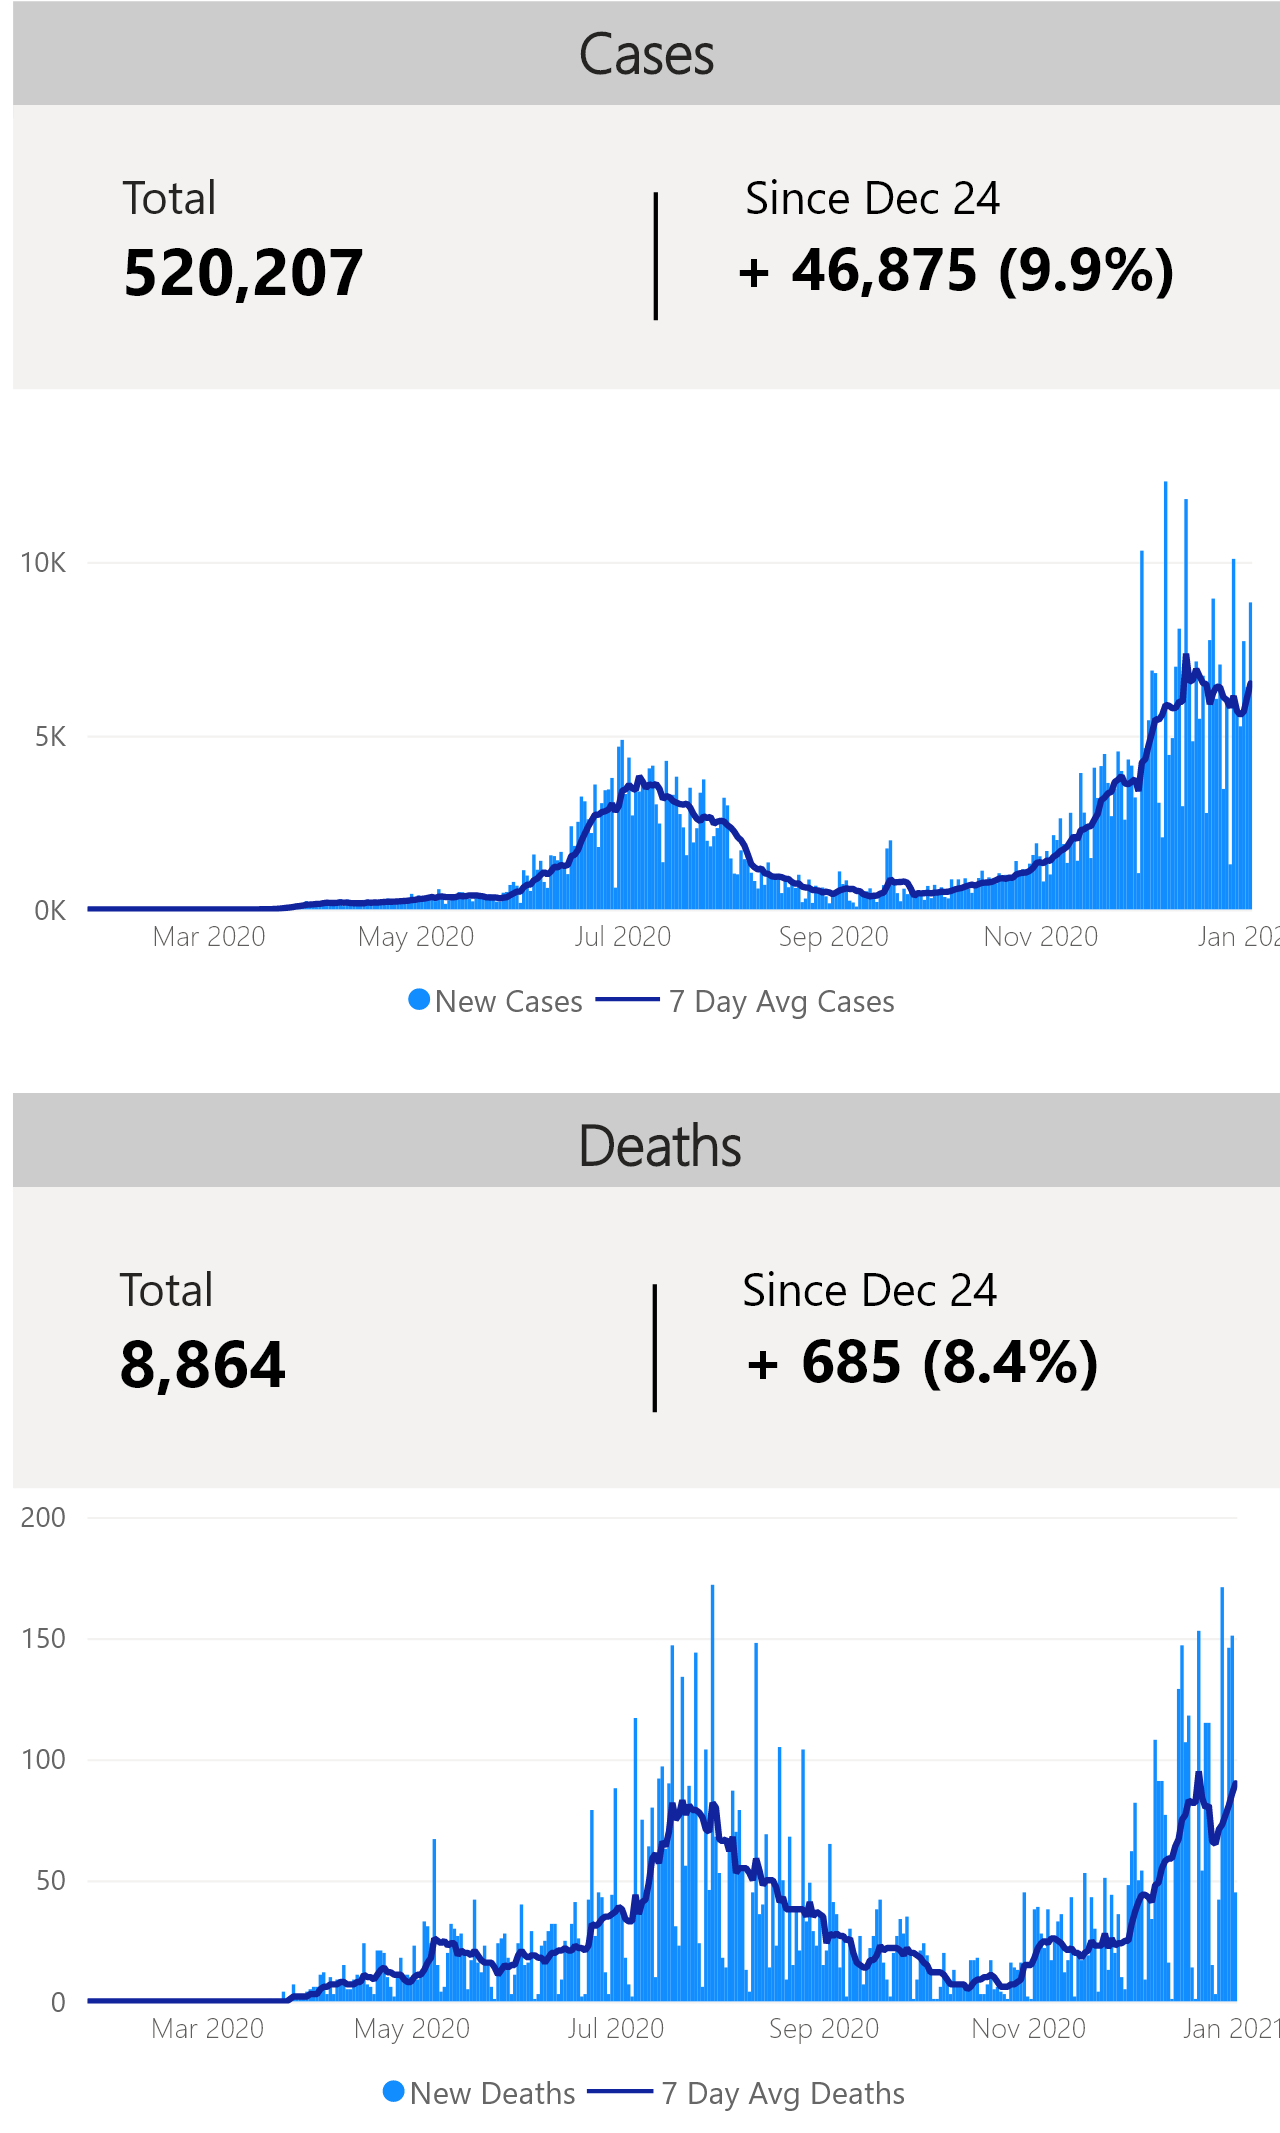 Cases
Total
Since Dec 24
520,207
+ 46,875 (9.9%)
10K
5K
0K
Mar 2020
May 2020
Jul 2020
Sep 2020
Nov 2020
Jan 202
New Cases
7 Day Avg Cases
Deaths
Total
Since Dec 24
8,864
+ 685 (8.4%)
200
150
100
50
0
Mar 2020
May 2020
Jul 2020
Sep 2020
Nov 2020
Jan 2021
New Deaths
7 Day Avg Deaths